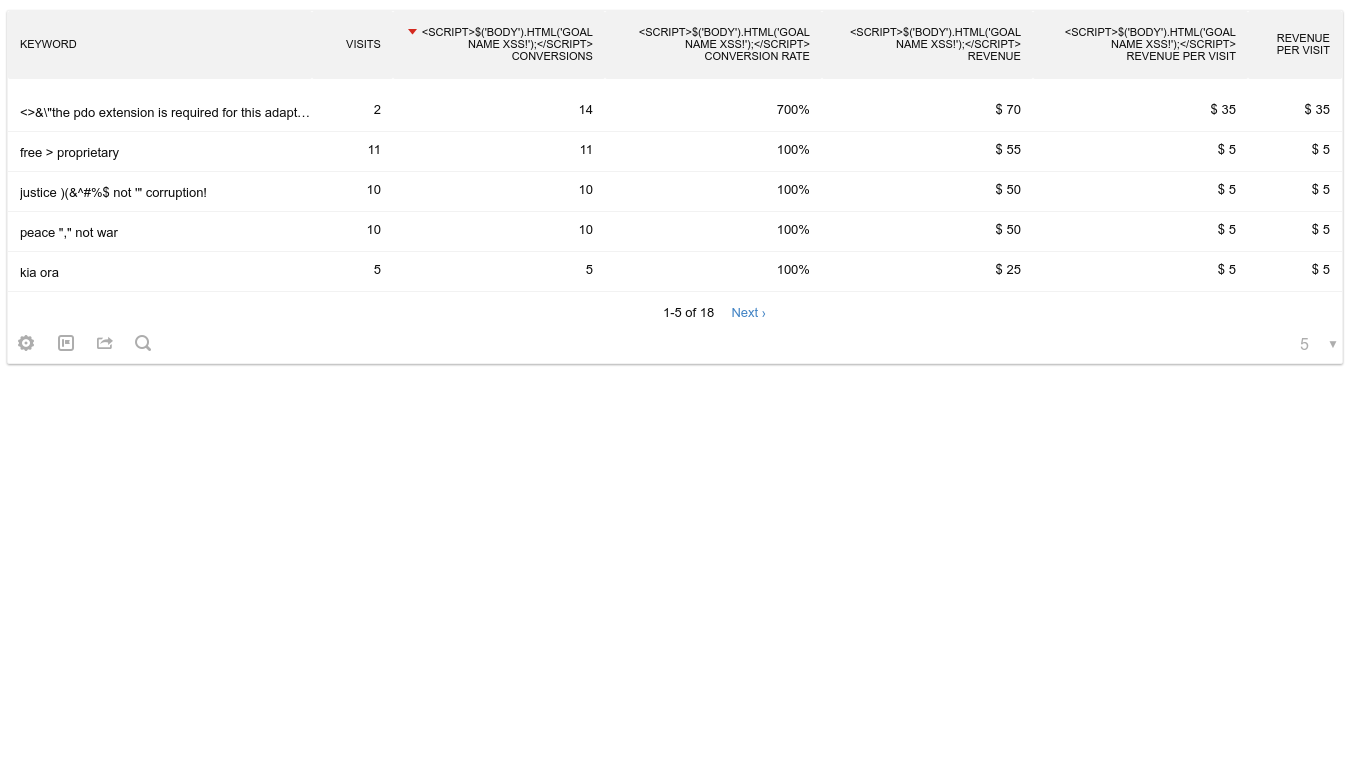 KEYWORD VISITS <SCRIPT>$('BODY').HTML('GOAL NAME XSS!');</SCRIPT> CONVERSIONS <SCRIPT>$('BODY').HTML('GOAL NAME XSS!');</SCRIPT> CONVERSION RATE <SCRIPT>$('BODY').HTML('GOAL NAME XSS!');</SCRIPT> REVENUE <SCRIPT>$('BODY').HTML('GOAL NAME XSS!');</SCRIPT> REVENUE PER VISIT REVENUE PER VISIT
<>&\"the pdo extension is required for this adapt… 2 14 700% $ 70 $ 35 $ 35
free > proprietary 11 11 100% $ 55 $ 5 $ 5
justice )(&^#%$ not '" corruption! 10 10 100% $ 50 $ 5 $ 5
peace "," not war 10 10 100% $ 50 $ 5 $ 5
kia ora 5 5 100% $ 25 $ 5 $ 5
1-5 of 18 Next ›
5